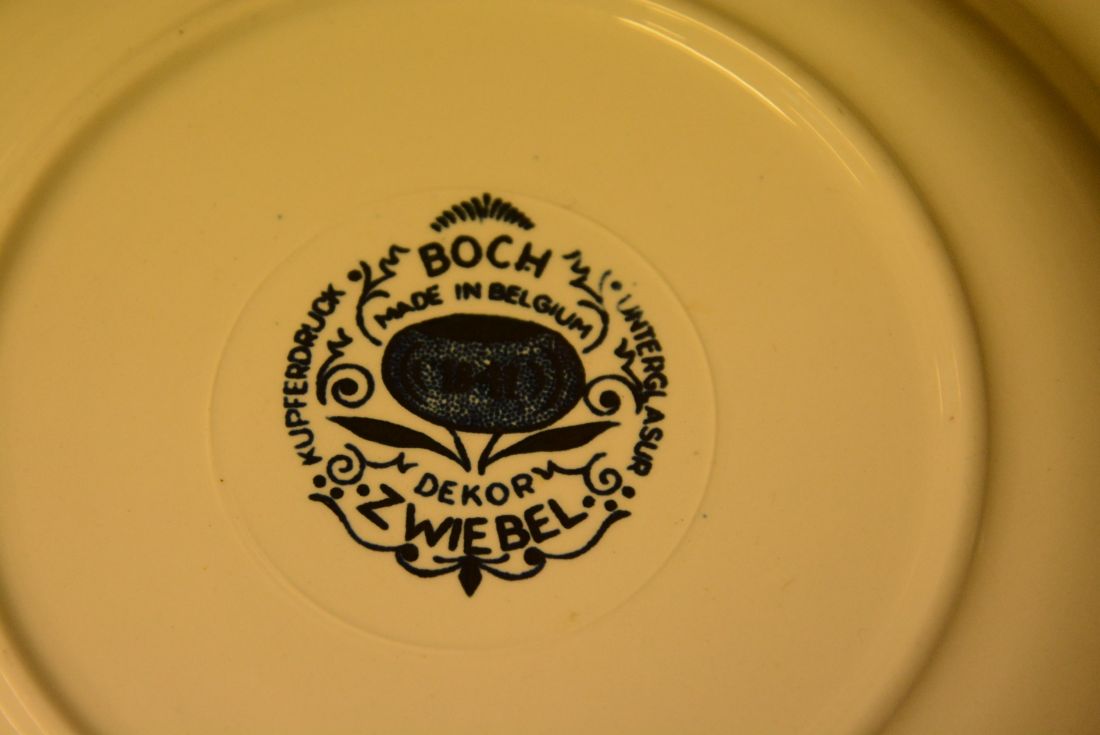 BOCH
MADE IN BELGIUM
KUPFERDRUCK
UNTERGLASUR
DEKOR
ZWIEBEL